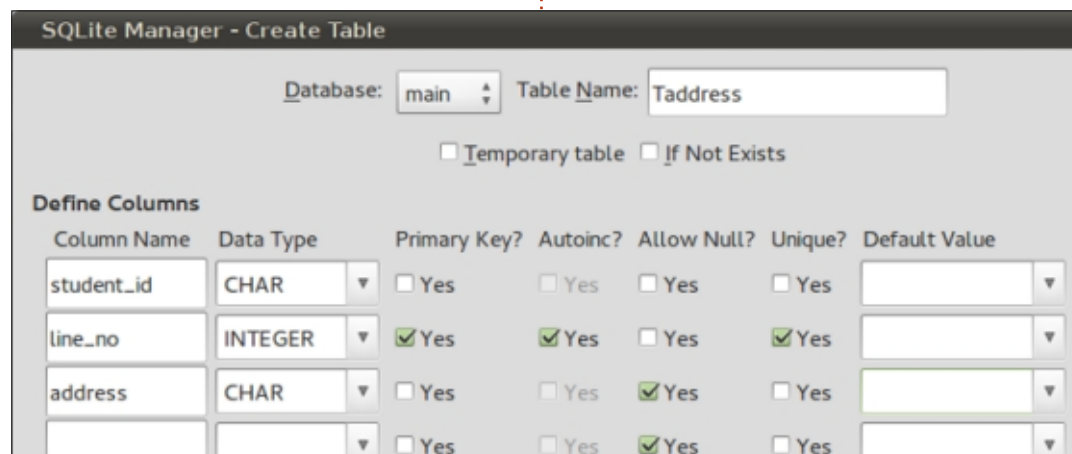 SQLite Manager - Create Table
Database: main Table Name: Taddress
Temporary table If Not Exists
Define Columns
Column Name Data Type Primary Key? Autoinc? Allow Null? Unique? Default Value
student_id CHAR Yes Yes Yes Yes
line_no INTEGER Yes Yes Yes Yes
address CHAR Yes Yes Yes Yes
Yes Yes Yes Yes